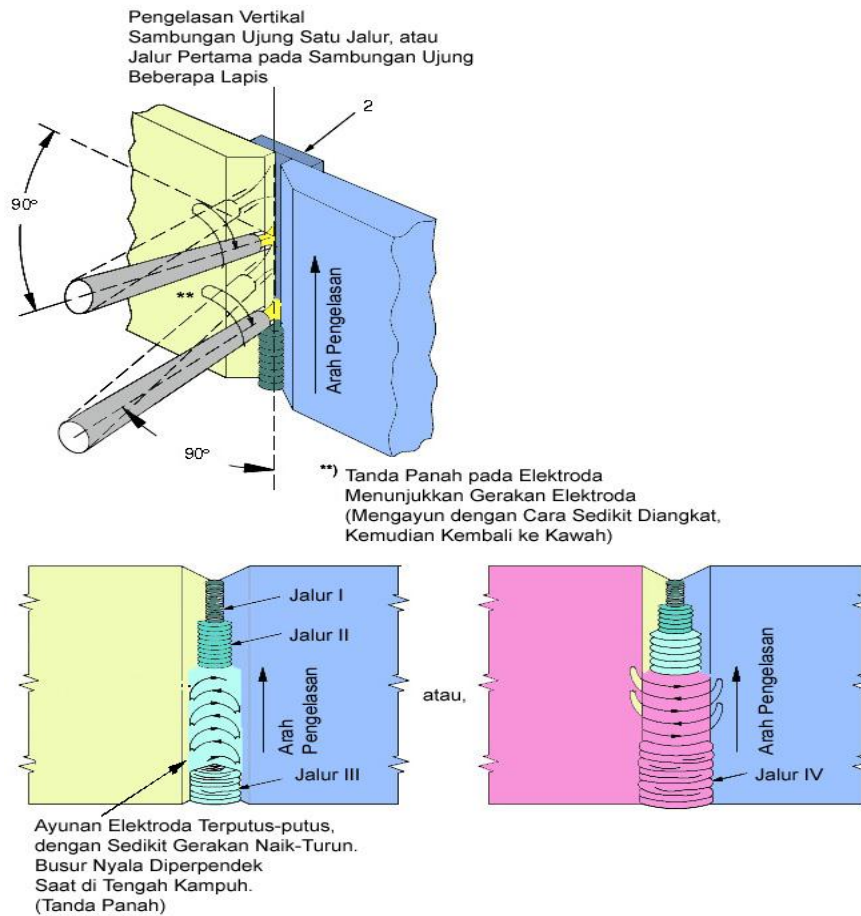 Pengelasan Vertikal
Sambungan Ujung Satu Jalur, atau
Jalur Pertama pada Sambungan Ujung
Beberapa Lapis
2
90°
**
Arah Pengelasan
90°
**) Tanda Panah pada Elektroda
Menunjukkan Gerakan Elektroda
(Mengayun dengan Cara Sedikit Diangkat,
Kemudian Kembali ke Kawah)
Jalur I
Jalur II
Arah
Pengelasan
Jalur III
atau,
Arah Pengelasan
Jalur IV
Ayunan Elektroda Terputus-putus,
dengan Sedikit Gerakan Naik-Turun.
Busur Nyala Diperpendek
Saat di Tengah Kampuh.
(Tanda Panah)